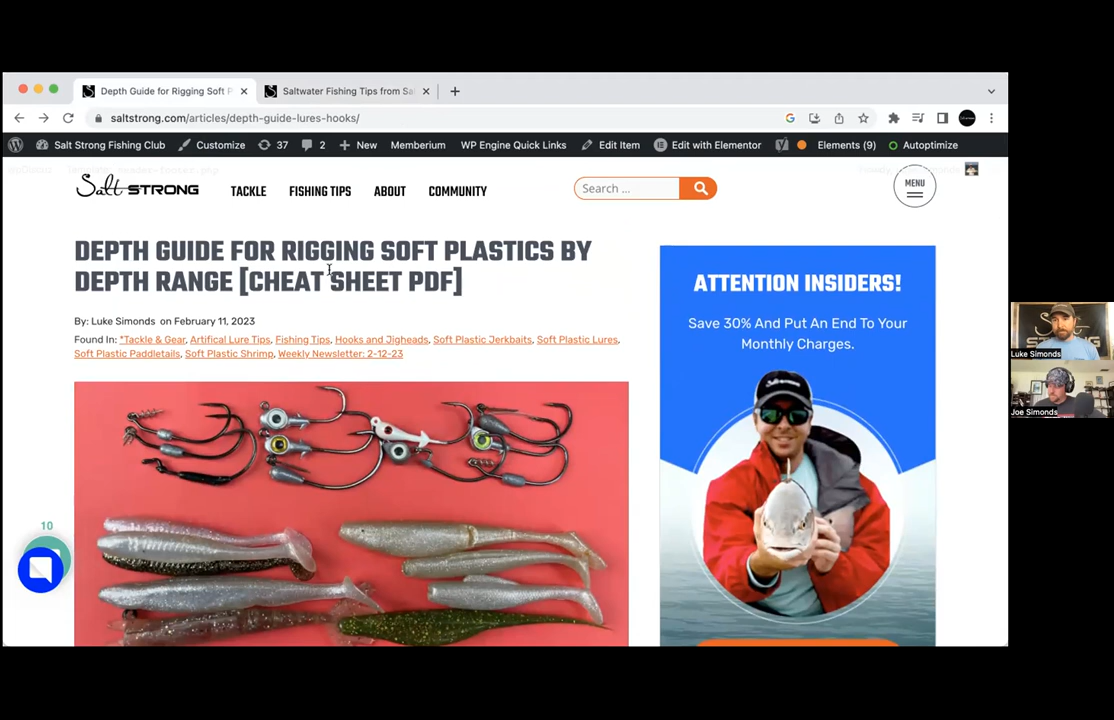 Depth Guide for Rigging Soft P
Saltwater Fishing Tips from Sa
saltstrong.com/articles/depth-guide-lures-hooks/
Salt Strong Fishing Club Customize 37 2 New Memberium WP Engine Quick Links Edit Item Edit with Elementor Elements (9) Autoptimize
Salt STRONG TACKLE FISHING TIPS ABOUT COMMUNITY Search ... MENU
DEPTH GUIDE FOR RIGGING SOFT PLASTICS BY
DEPTH RANGE [CHEAT SHEET PDF]
By: Luke Simonds on February 11, 2023
Found In: "Tackle & Gear, Artifical Lure Tips, Fishing Tips, Hooks and Jigheads, Soft Plastic Jerkbaits, Soft Plastic Lures,
Soft Plastic Paddletails, Soft Plastic Shrimp, Weekly Newsletter: 2-12-23
ATTENTION INSIDERS!
Save 30% And Put An End To Your
Monthly Charges.
10
Luke Simonds
Joe Simonds